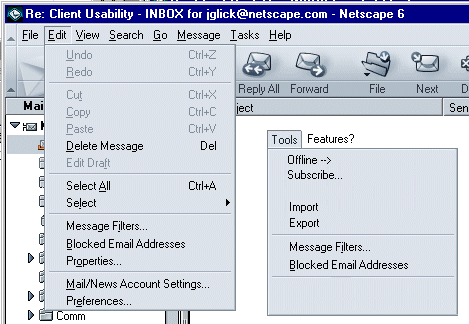 Re: Client Usability - INBOX for jglick@netscape.com - Netscape 6
File Edit View Search Go Message Tasks Help
Undo Ctrl+Z
Redo Ctrl+Y
Cut Ctrl+X
Copy Ctrl+C
Paste Ctrl+V
Delete Message Del
Edit Draft
Select All Ctrl+A
Select
Message Filters...
Blocked Email Addresses
Properties...
Mail/News Account Settings...
Preferences...
Comm
Reply All Forward File Next
Mai ject Sen
Tools Features?
Offline -->
Subscribe...
Import
Export
Message Filters...
Blocked Email Addresses